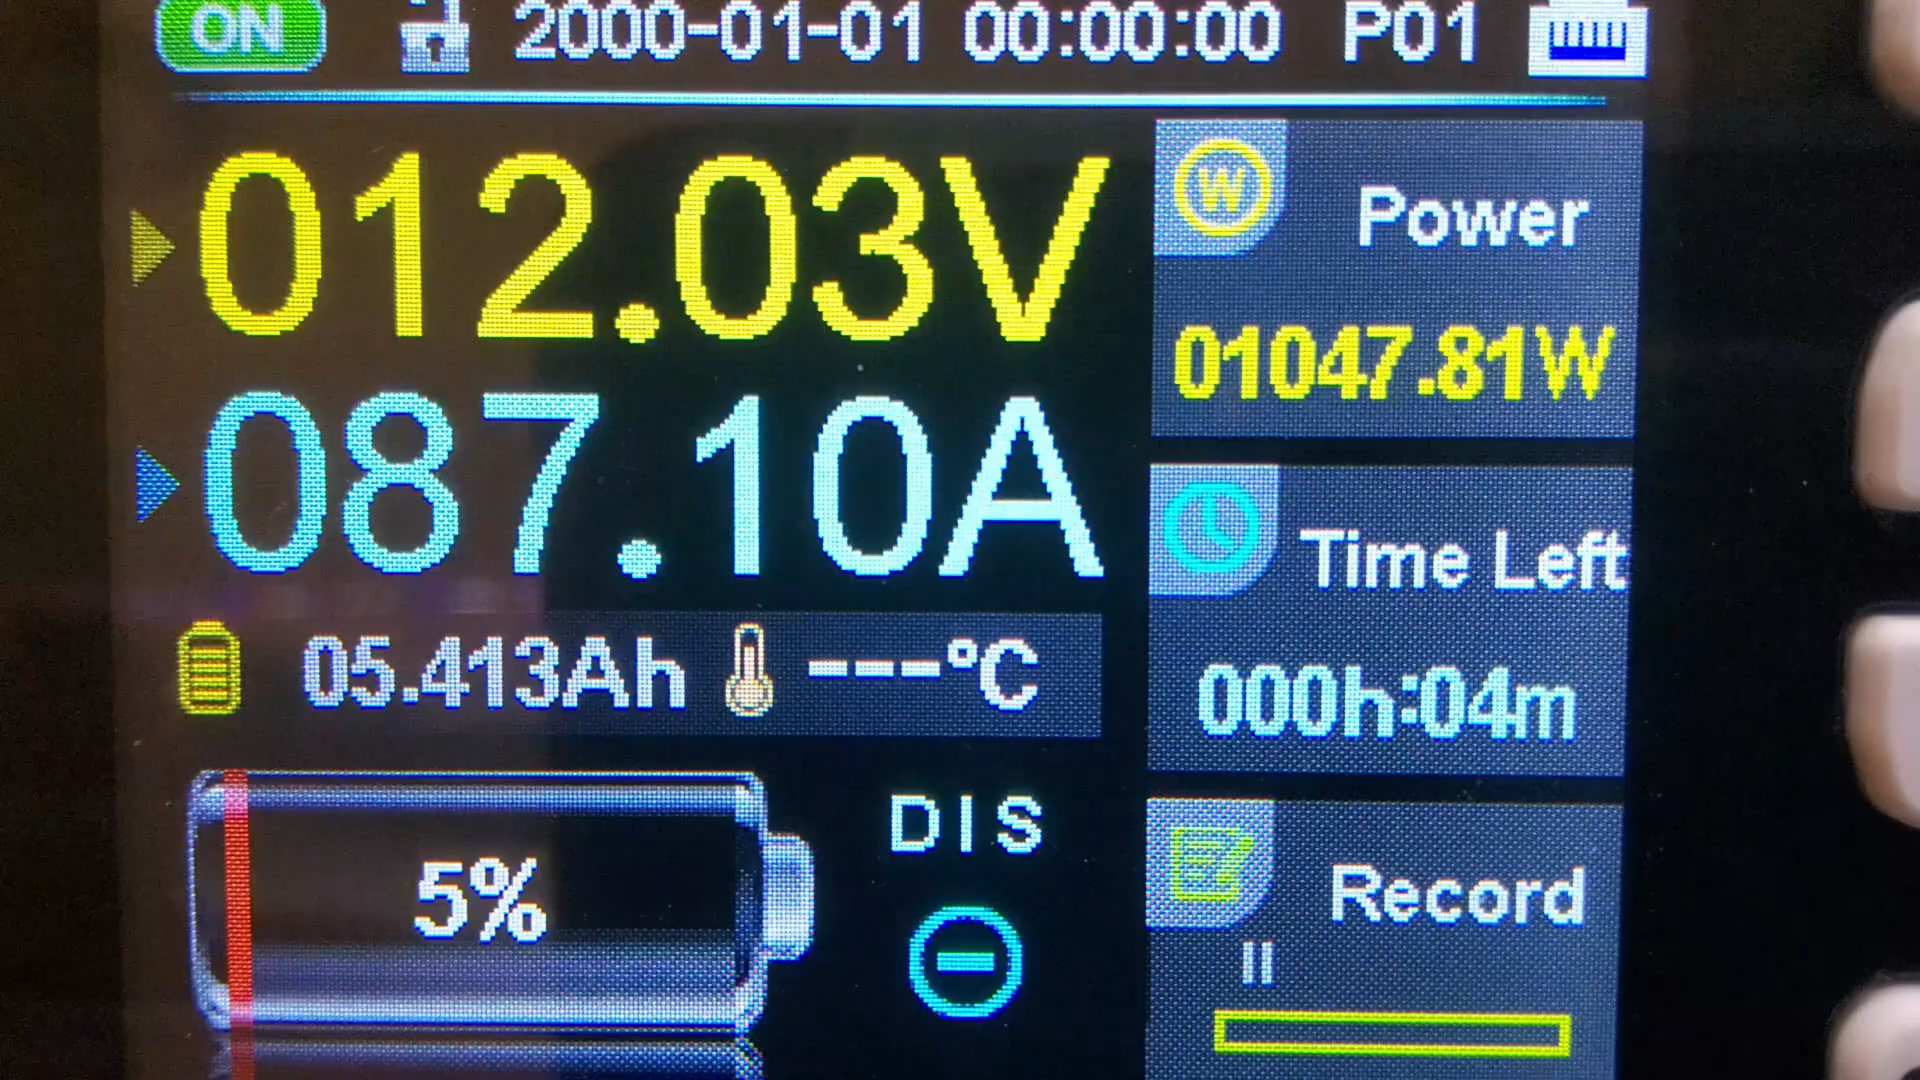 ON 2000-01-01 00:00:00 P01
012.03V
087.10A
05.413Ah ---°C
5%
DIS
W Power
01047.81W
Time Left
000h:04m
Record